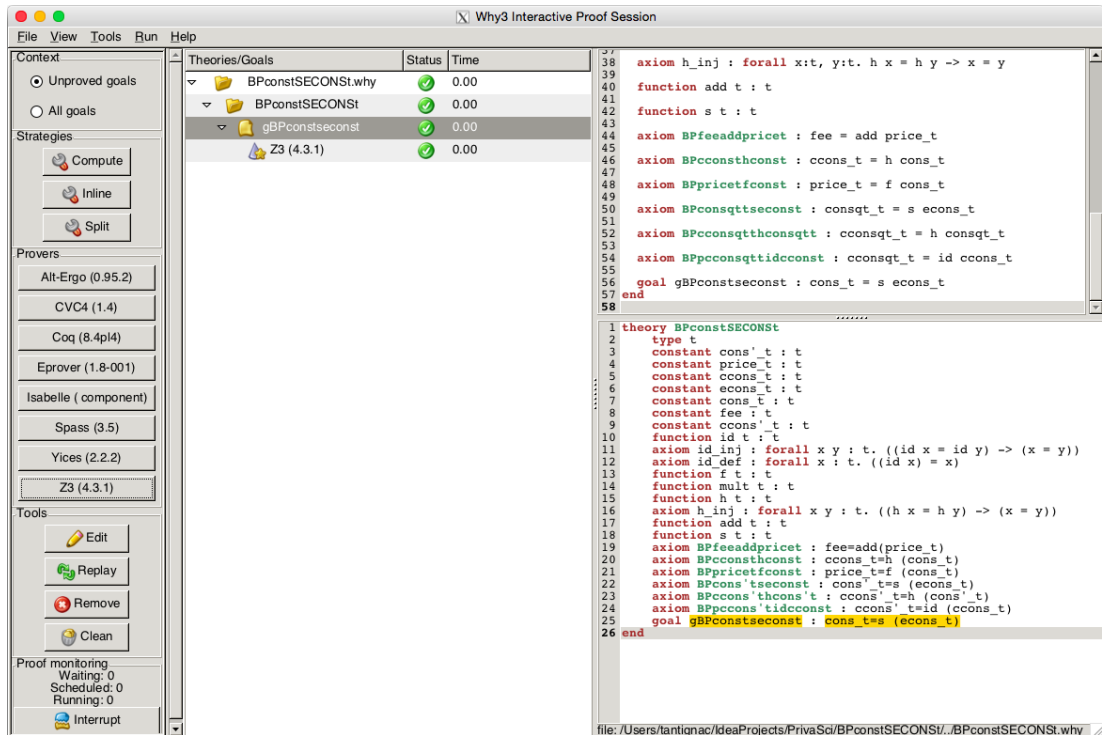 Why3 Interactive Proof Session
File View Tools Run Help
Context
Unproved goals
All goals
Strategies
Compute
Inline
Split
Provers
Alt-Ergo (0.95.2)
CVC4 (1.4)
Coq (8.4pl4)
Eprover (1.8-001)
Isabelle ( component)
Spass (3.5)
Yices (2.2.2)
Z3 (4.3.1)
Tools
Edit
Replay
Remove
Clean
Proof monitoring
Waiting: 0
Scheduled: 0
Running: 0
Interrupt
Theories/Goals Status Time
BPconstSECONSt.why 0.00
BPconstSECONSt 0.00
gBPconstseconst 0.00
Z3 (4.3.1) 0.00
37
38 axiom h_inj : forall x:t, y:t. h x = h y -> x = y
39
40 function add t : t
41
42 function s t : t
43
44 axiom BPfeeaddpricet : fee = add price_t
45
46 axiom BPcconsthconst : ccons_t = h cons_t
47
48 axiom BPpricetfconst : price_t = f cons_t
49
50 axiom BPconsqttseconst : consqt_t = s econs_t
51
52 axiom BPcconsqtthconsqtt : cconsqt_t = h consqt_t
53
54 axiom BPpcconsqttidcconst : cconsqt_t = id ccons_t
55
56 goal gBPconstseconst : cons_t = s econs_t
57 end
58
1 theory BPconstSECONSt
2 type t
3 constant cons'_t : t
4 constant price_t : t
5 constant ccons_t : t
6 constant econs_t : t
7 constant cons_t : t
8 constant fee : t
9 constant ccons'_t : t
10 function id t : t
11 axiom id_inj : forall x y : t. ((id x = id y) -> (x = y))
12 axiom id_def : forall x : t. ((id x) = x)
13 function f t : t
14 function mult t : t
15 function h t : t
16 axiom h_inj : forall x y : t. ((h x = h y) -> (x = y))
17 function add t : t
18 function s t : t
19 axiom BPfeeaddpricet : fee=add(price_t)
20 axiom BPcconsthconst : ccons_t=h (cons_t)
21 axiom BPpricetfconst : price_t=f (cons_t)
22 axiom BPcons'tseconst : cons'_t=s (econs_t)
23 axiom BPccons'thcons't : ccons'_t=h (cons'_t)
24 axiom BPpccons'tidcconst : ccons'_t=id (ccons_t)
25 goal gBPconstseconst : cons_t=s (econs_t)
26 end
file: /Users/tantignac/IdeaProjects/PrivaSci/BPconstSECONSt/../BPconstSECONSt.why